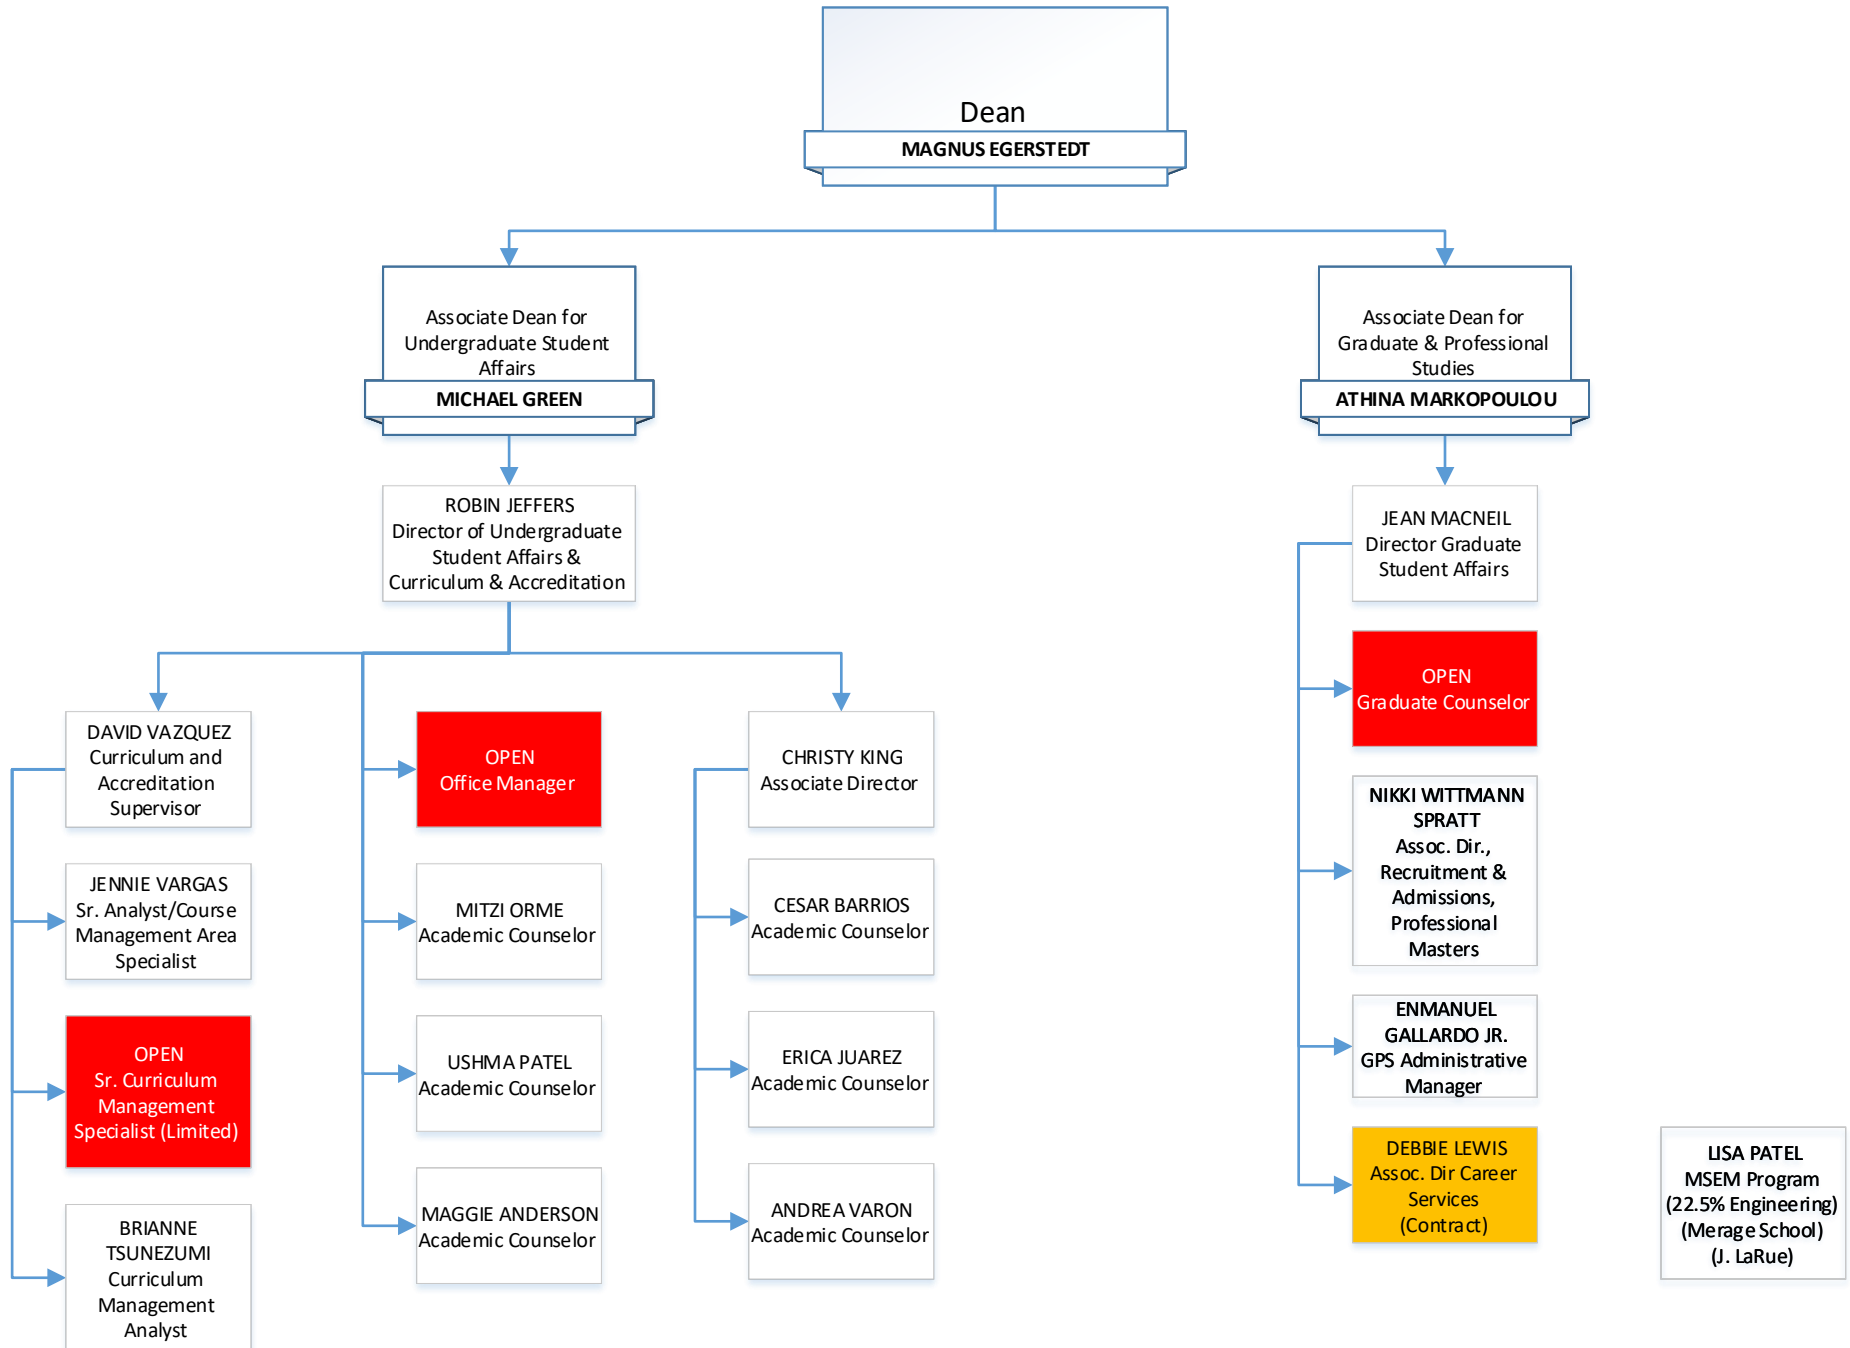 Dean
MAGNUS EGERSTEDT
Associate Dean for
Undergraduate Student
Affairs
MICHAEL GREEN
Associate Dean for
Graduate & Professional
Studies
ATHINA MARKOPOULOU
ROBIN JEFFERS
Director of Undergraduate
Student Affairs &
Curriculum & Accreditation
JEAN MACNEIL
Director Graduate
Student Affairs
DAVID VAZQUEZ
Curriculum and
Accreditation
Supervisor
JENNIE VARGAS
Sr. Analyst/Course
Management Area
Specialist
OPEN
Sr. Curriculum
Management
Specialist (Limited)
BRIANNE
TSUNEZUMI
Curriculum
Management
Analyst
OPEN
Office Manager
MITZI ORME
Academic Counselor
USHMA PATEL
Academic Counselor
MAGGIE ANDERSON
Academic Counselor
CHRISTY KING
Associate Director
CESAR BARRIOS
Academic Counselor
ERICA JUAREZ
Academic Counselor
ANDREA VARON
Academic Counselor
OPEN
Graduate Counselor
NIKKI WITTMANN
SPRATT
Assoc. Dir.,
Recruitment &
Admissions,
Professional
Masters
ENMANUEL
GALLARDO JR.
GPS Administrative
Manager
DEBBIE LEWIS
Assoc. Dir Career
Services
(Contract)
LISA PATEL
MSEM Program
(22.5% Engineering)
(Merage School)
(J. LaRue)